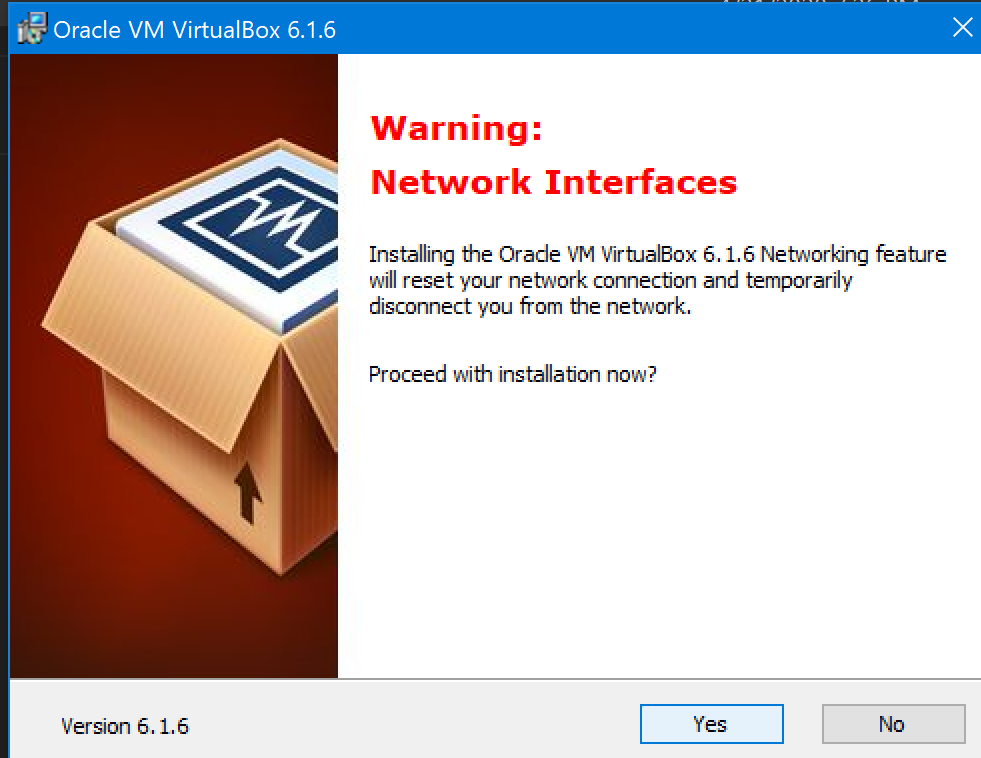 Oracle VM VirtualBox 6.1.6
Warning:
Network Interfaces
Installing the Oracle VM VirtualBox 6.1.6 Networking feature
will reset your network connection and temporarily
disconnect you from the network.
Proceed with installation now?
Version 6.1.6
Yes
No